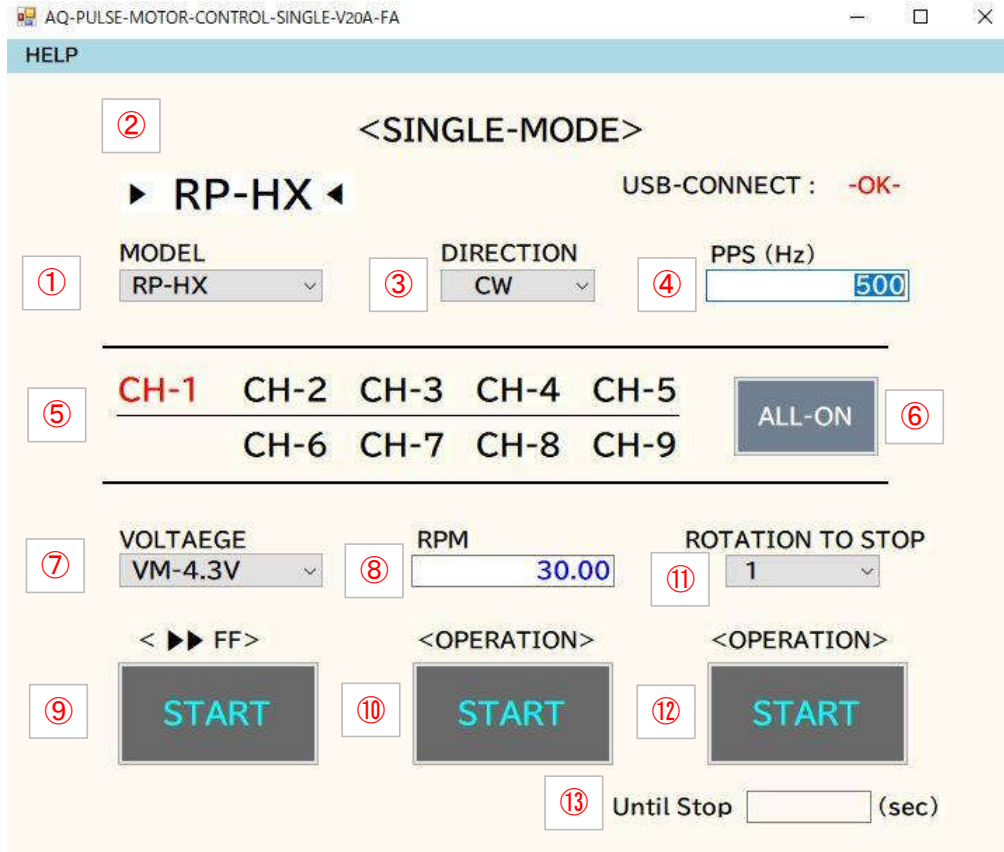 AQ-PULSE-MOTOR-CONTROL-SINGLE-V20A-FA
HELP
② <SINGLE-MODE>
▶ RP-HX ◀ USB-CONNECT : -OK-
MODEL DIRECTION PPS (Hz)
① RP-HX ③ CW ④ 500
CH-1 CH-2 CH-3 CH-4 CH-5
⑤ ALL-ON ⑥
CH-6 CH-7 CH-8 CH-9
VOLTAEGE RPM ROTATION TO STOP
⑦ VM-4.3V ⑧ 30.00 ⑪ 1
< ▶▶ FF> <OPERATION> <OPERATION>
⑨ START ⑩ START ⑫ START
⑬ Until Stop (sec)